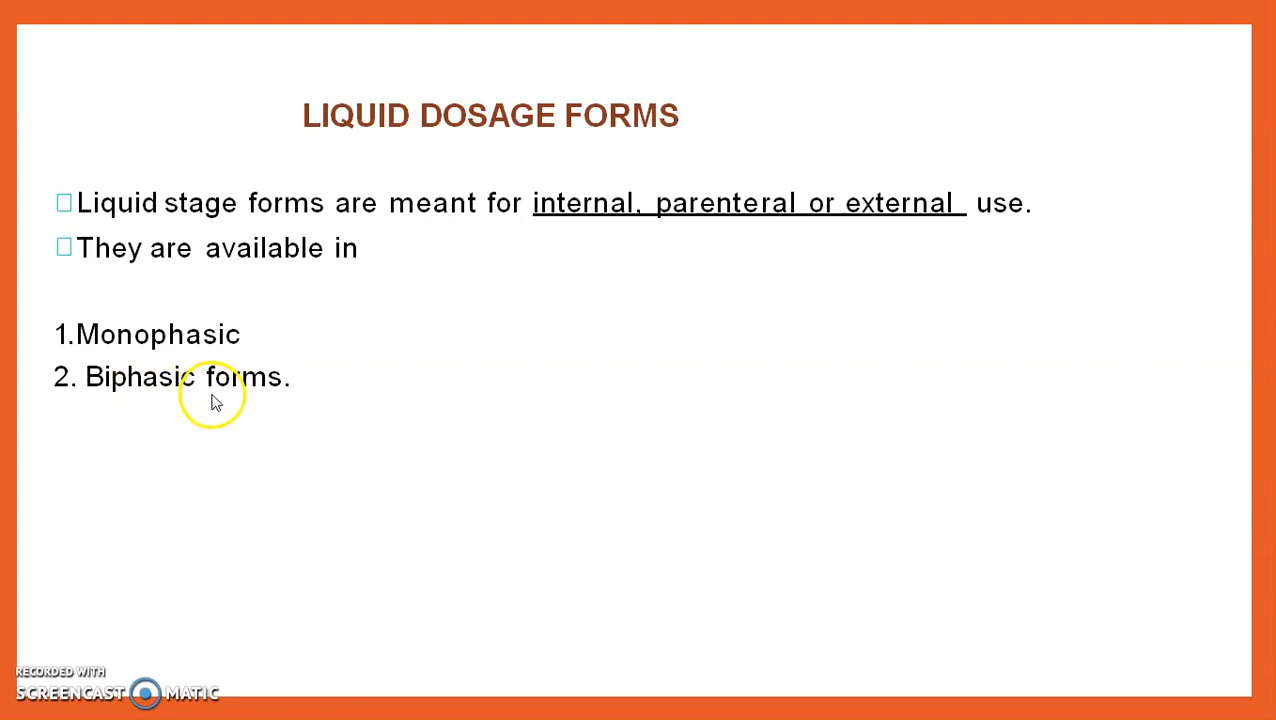 LIQUID DOSAGE FORMS
Liquid stage forms are meant for internal, parenteral or external use.
They are available in
1.Monophasic
2. Biphasic forms.
RECORDED WITH
SCREENCAST MATIC